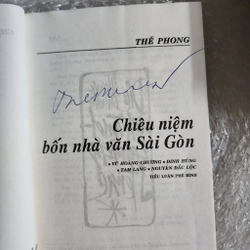 THẾ PHONG
Chiêu niệm
bốn nhà văn Sài Gòn
• VŨ HOÀNG CHƯƠNG • ĐINH HÙNG
• TAM LANG • NGUYỄN ĐẮC LỘC
TIỂU LUẬN PHÊ BÌNH